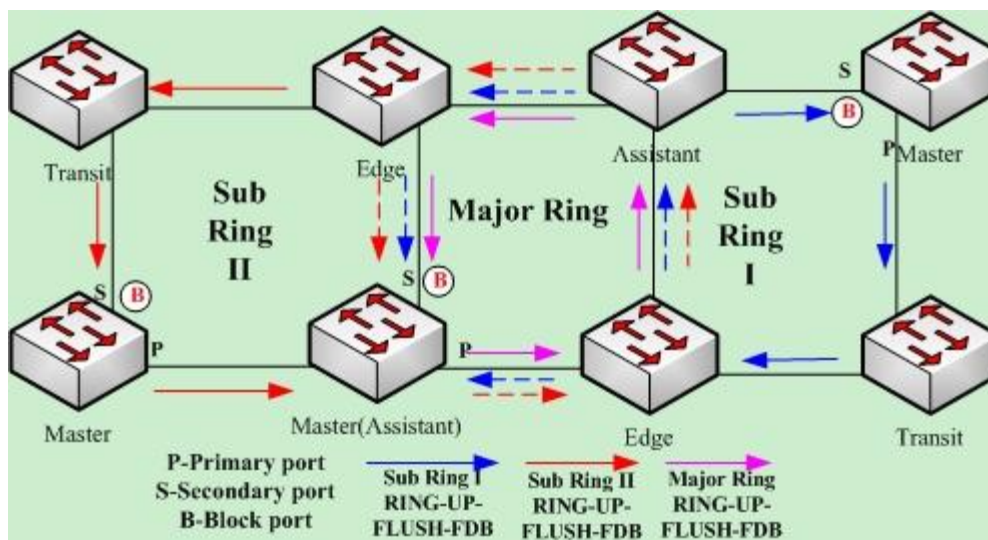 S
B
Assistant
P
Master
Transit
Edge
Sub
Ring
II
Major Ring
Sub
Ring
I
S
B
S
B
P
P
Master
Master(Assistant)
Edge
Transit
P-Primary port
S-Secondary port
B-Block port
Sub Ring I
RING-UP-
FLUSH-FDB
Sub Ring II
RING-UP-
FLUSH-FDB
Major Ring
RING-UP-
FLUSH-FDB